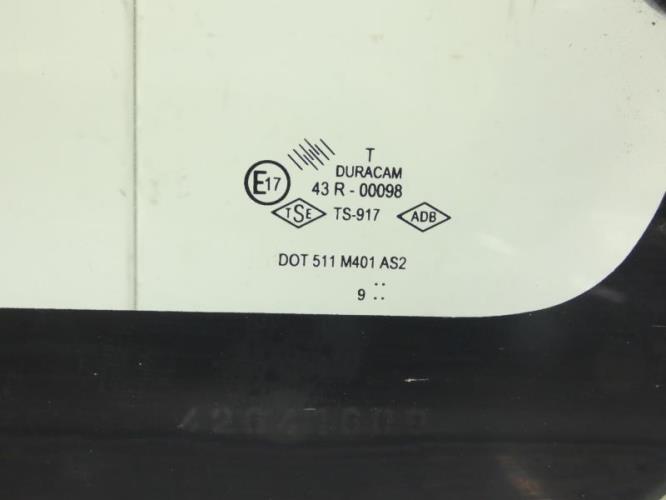 T
DURACAM
E17 43 R - 00098
TSE TS-917 ADB
DOT 511 M401 AS2
9